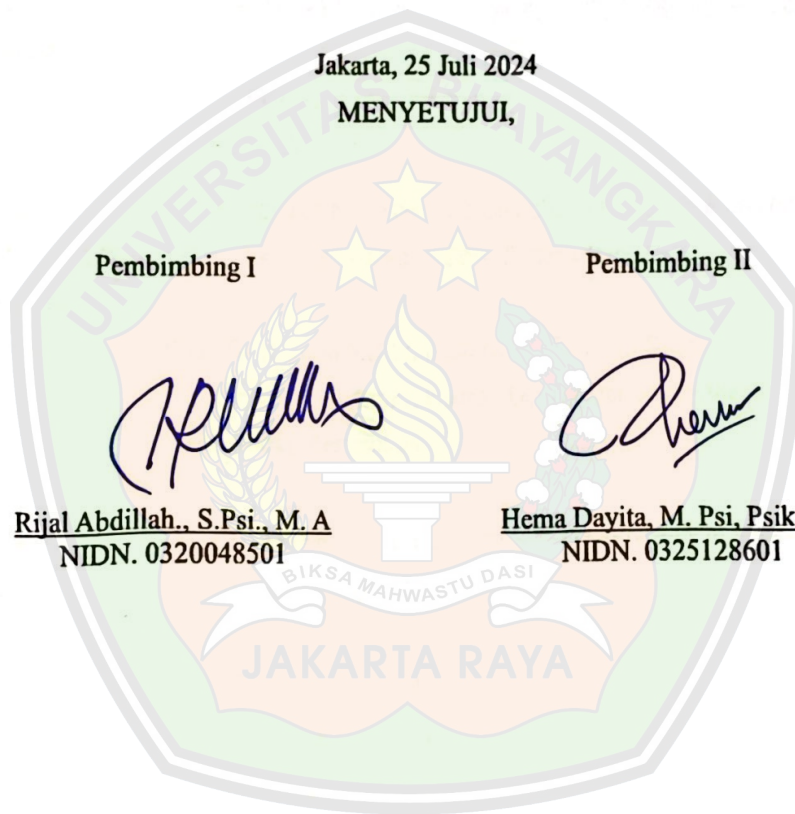 Jakarta, 25 Juli 2024
MENYETUJUI,
UNIVERSITAS BHAYANGKARA
Pembimbing I
Pembimbing II
Rijal Abdillah., S.Psi., M. A
NIDN. 0320048501
Hema Dayita, M. Psi, Psik
NIDN. 0325128601
BIKSA MAHWASTU DASI
JAKARTA RAYA